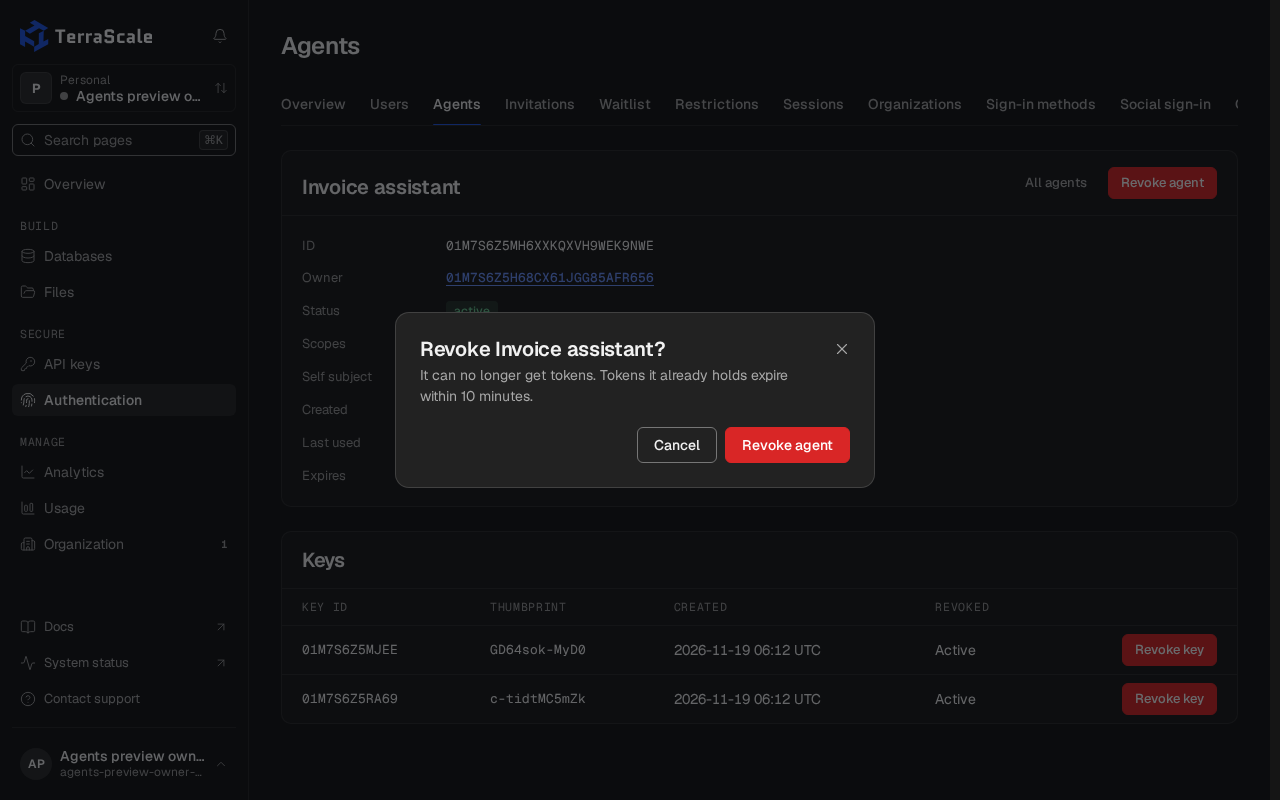 TerraScale
P
Personal
Agents preview o...
Search pages
⌘K
Overview
BUILD
Databases
Files
SECURE
API keys
Authentication
MANAGE
Analytics
Usage
Organization
1
Docs
System status
Contact support
AP
Agents preview own...
agents-preview-owner-...
Agents
Overview
Users
Agents
Invitations
Waitlist
Restrictions
Sessions
Organizations
Sign-in methods
Social sign-in
Invoice assistant
All agents
Revoke agent
ID
01M7S6Z5MH6XXKQXVH9WEK9NWE
Owner
01M7S6Z5H68CX61JGG85AFR656
Status
active
Scopes
Self subject
Created
Last used
Expires
Revoke Invoice assistant?
It can no longer get tokens. Tokens it already holds expire
within 10 minutes.
Cancel
Revoke agent
Keys
KEY ID
THUMBPRINT
CREATED
REVOKED
01M7S6Z5MJEE
GD64sok-MyD0
2026-11-19 06:12 UTC
Active
Revoke key
01M7S6Z5RA69
c-tidtMC5mZk
2026-11-19 06:12 UTC
Active
Revoke key